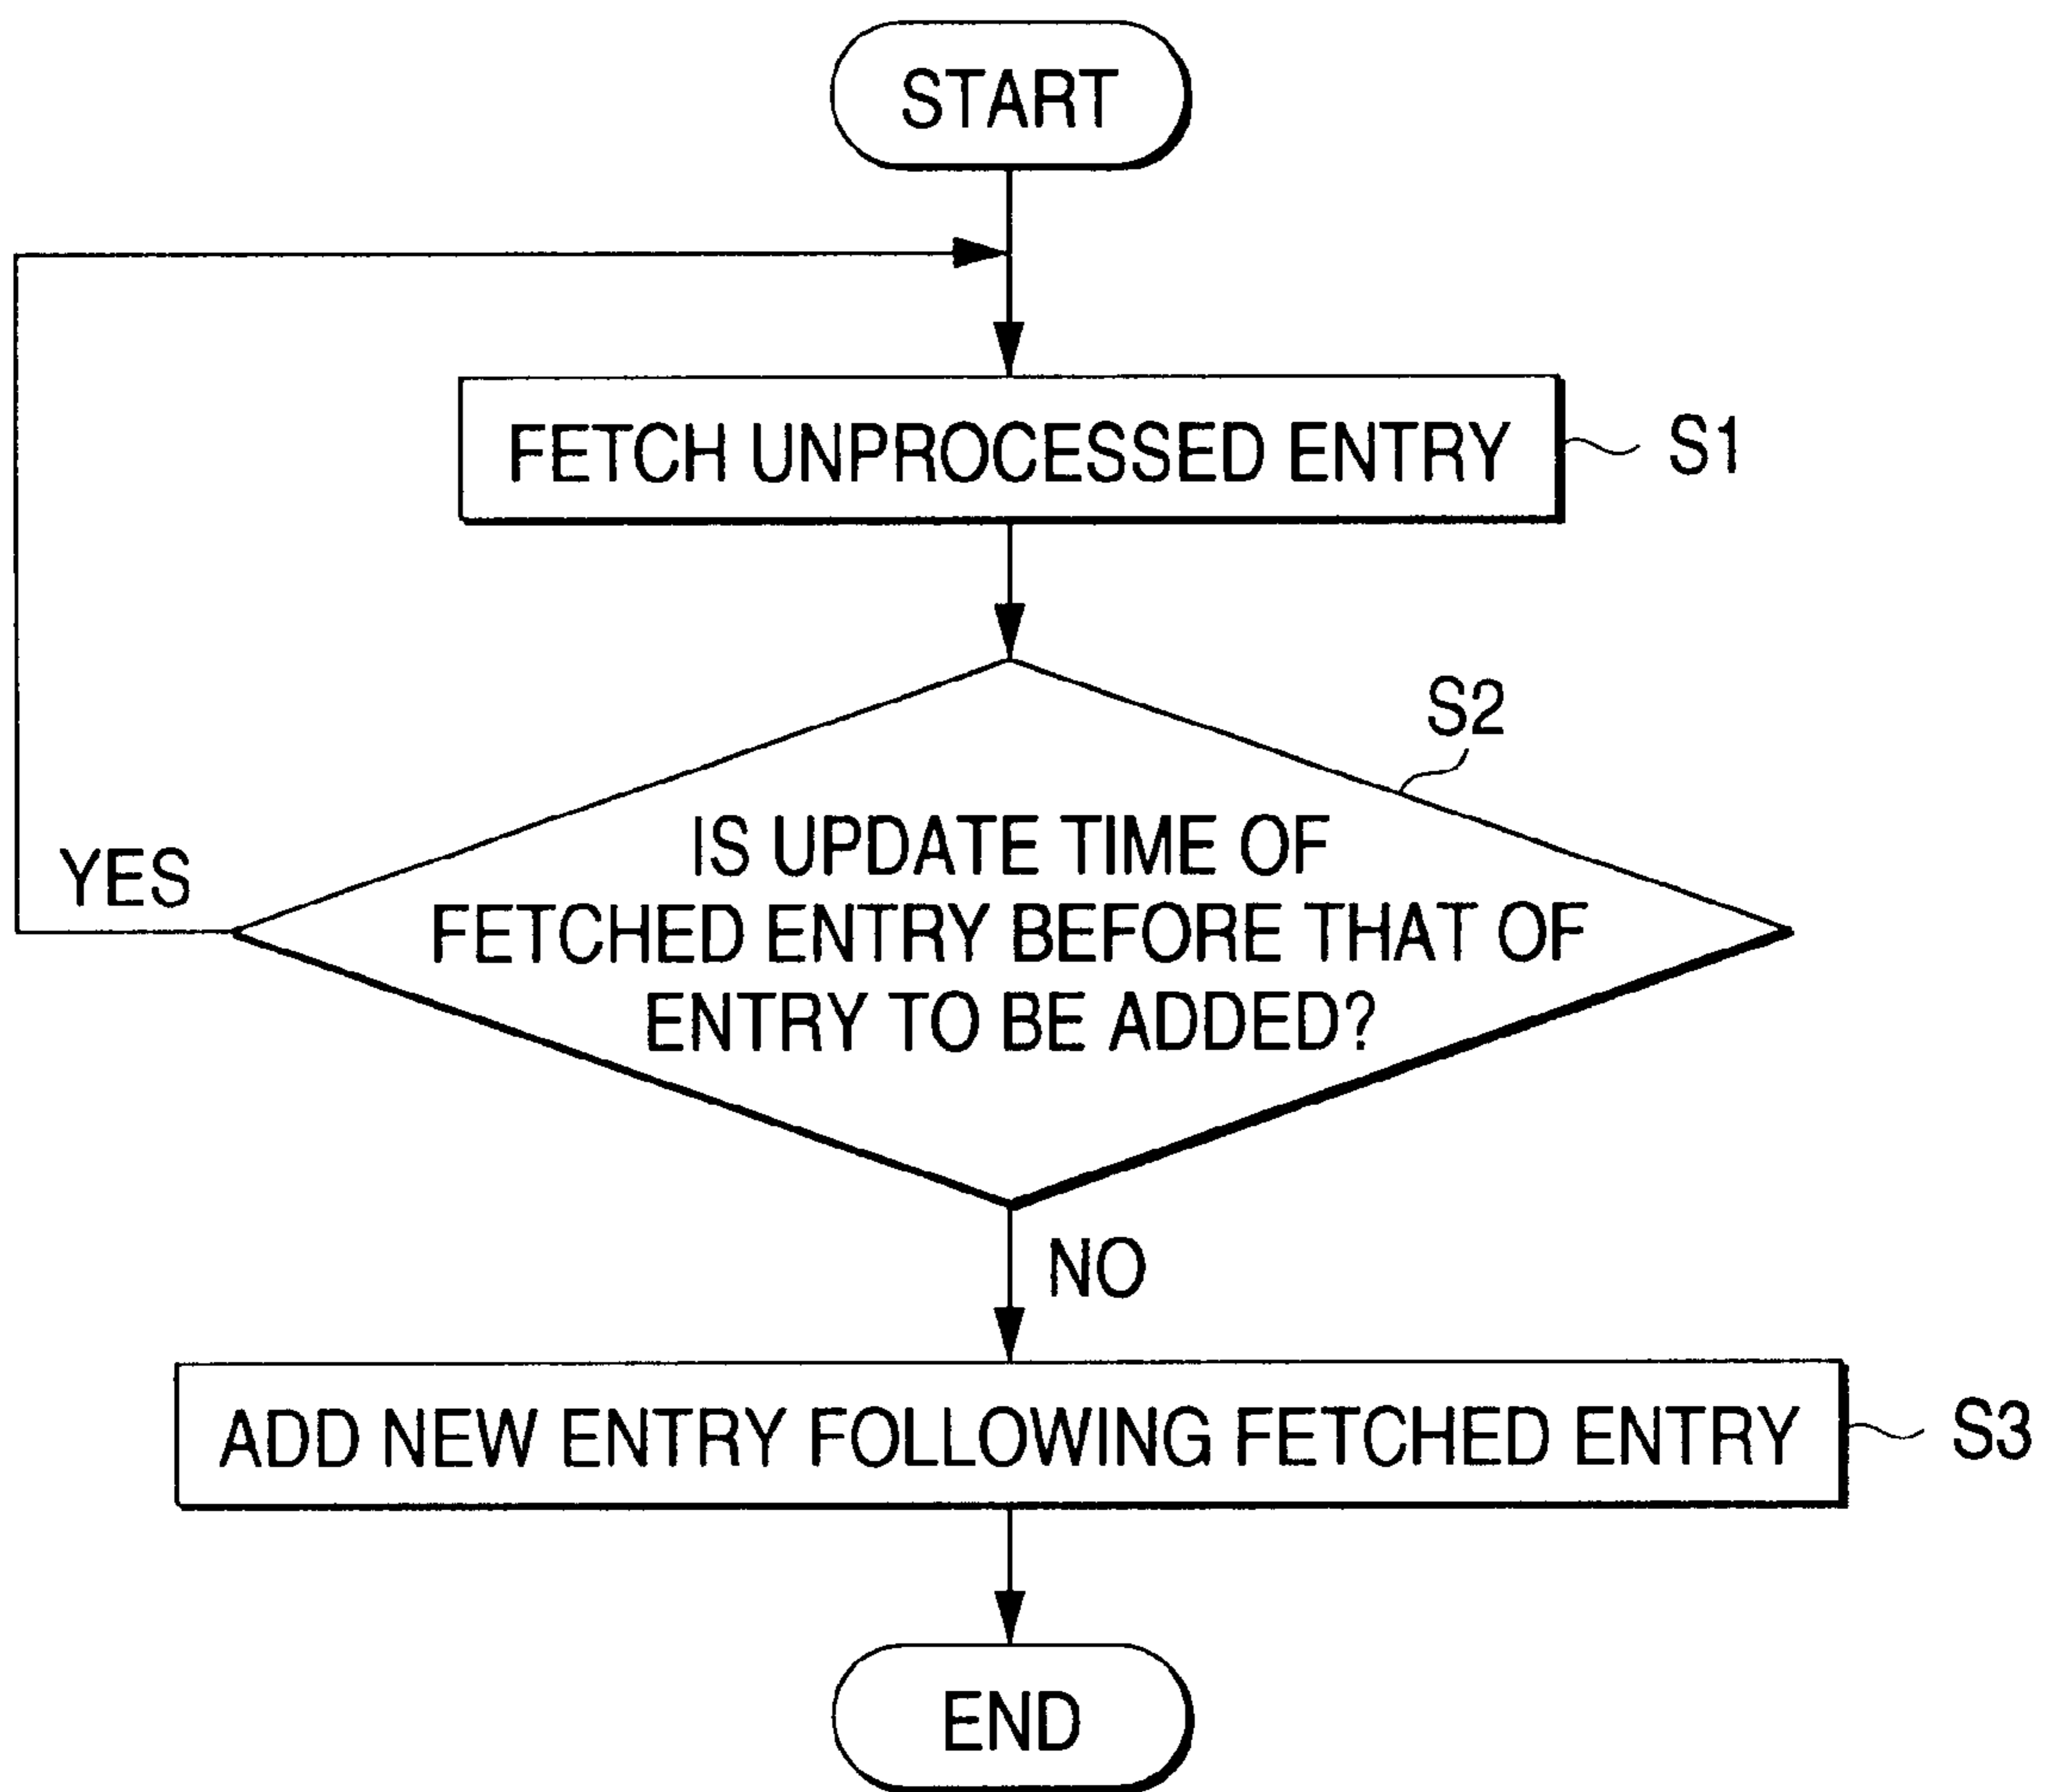 START
FETCH UNPROCESSED ENTRY
S1
S2
IS UPDATE TIME OF
FETCHED ENTRY BEFORE THAT OF
ENTRY TO BE ADDED?
YES
NO
ADD NEW ENTRY FOLLOWING FETCHED ENTRY
S3
END